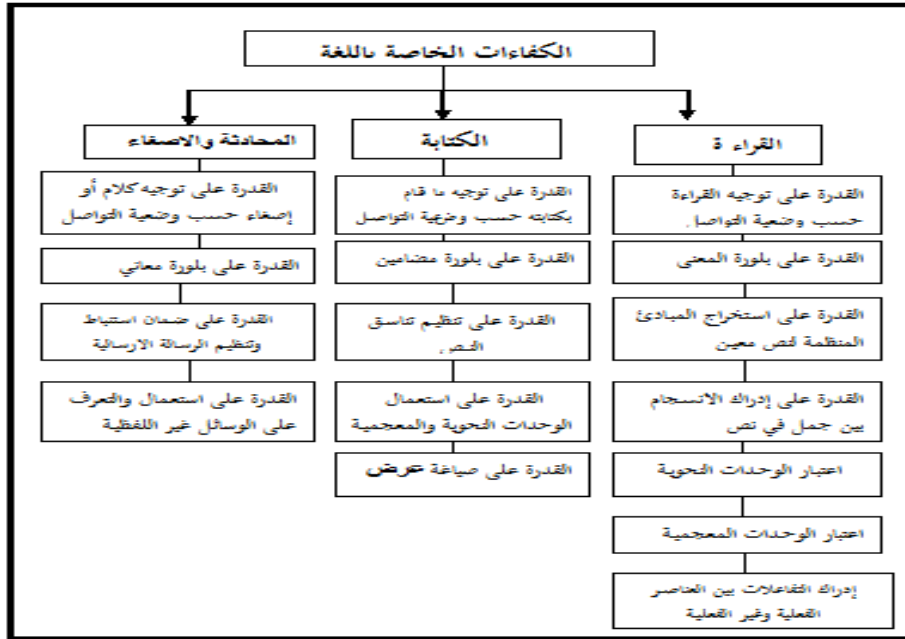 الكفاءات الخاصة باللغة
القراء ة
القدرة على توجيه القراءة
حسب وضعية التواصل.
القدرة على بلورة المعنى
القدرة على استخراج المبادئ
المنظمة لنص معين
القدرة على إدراك الانسجام
بين جمل في نص
اعتبار الوحدات النحوية
اعتبار الوحدات المعجمية
إدراك التفاعلات بين العناصر
الفعلية وغير الفعلية
الكتابة
القدرة على توجيه ما قام
بكتابته حسب وضعية التواصل
القدرة على بلورة مضامين
القدرة على تنظيم تناسق
النص
القدرة على استعمال
الوحدات النحوية والمعجمية
القدرة على صياغة عرض
المحادثة والاصغاء
القدرة على توجيه كلام أو
إصغاء حسب وضعية التواصل
القدرة على بلورة معاني
القدرة على ضمان استنباط
وتنظيم الرسالة الارسالية
القدرة على استعمال والتعرف
على الوسائل غير اللفظية